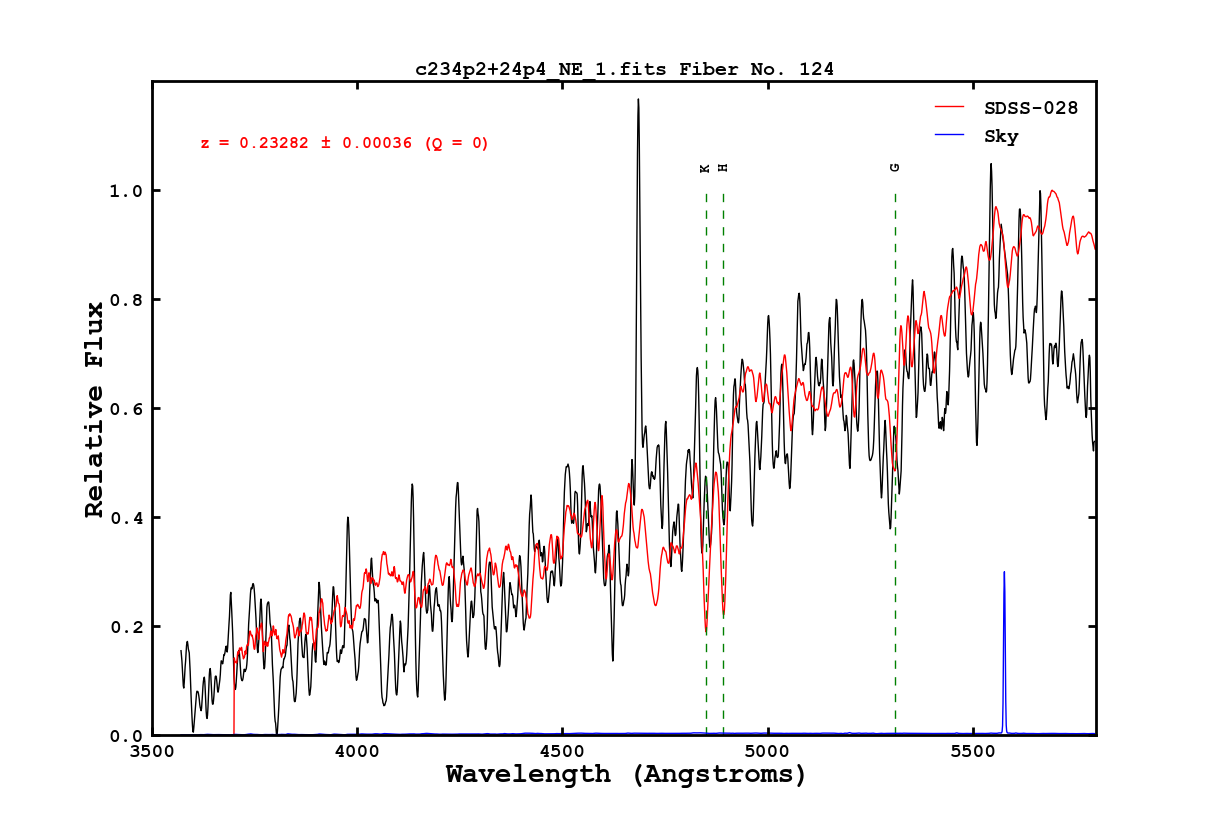 c234p2+24p4_NE_1.fits Fiber No. 124
SDSS-028
Sky
z = 0.23282 ± 0.00036 (Q = 0)
K
H
G
1.0
0.8
0.6
0.4
0.2
0.0
Relative Flux
3500
4000
4500
5000
5500
Wavelength (Angstroms)